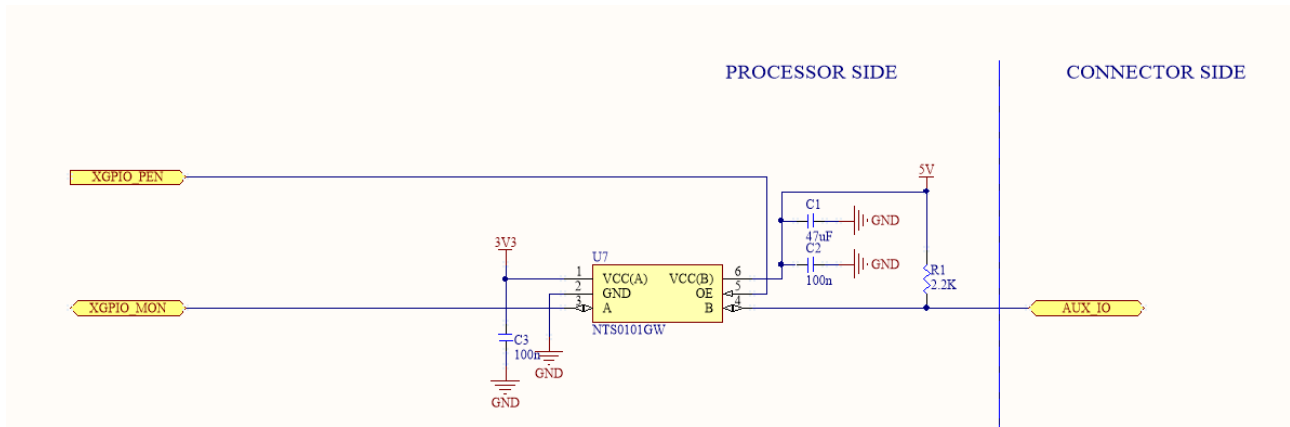 PROCESSOR SIDE
CONNECTOR SIDE
XGPIO_PEN
5V
C1
GND
47uF
C2
GND
100n
3V3
U7
R1
2.2K
1
VCC(A)
VCC(B)
6
2
GND
OE
5
XGPIO_MON
3
A
B
4
AUX_IO
NTS0101GW
C3
100n
GND
GND